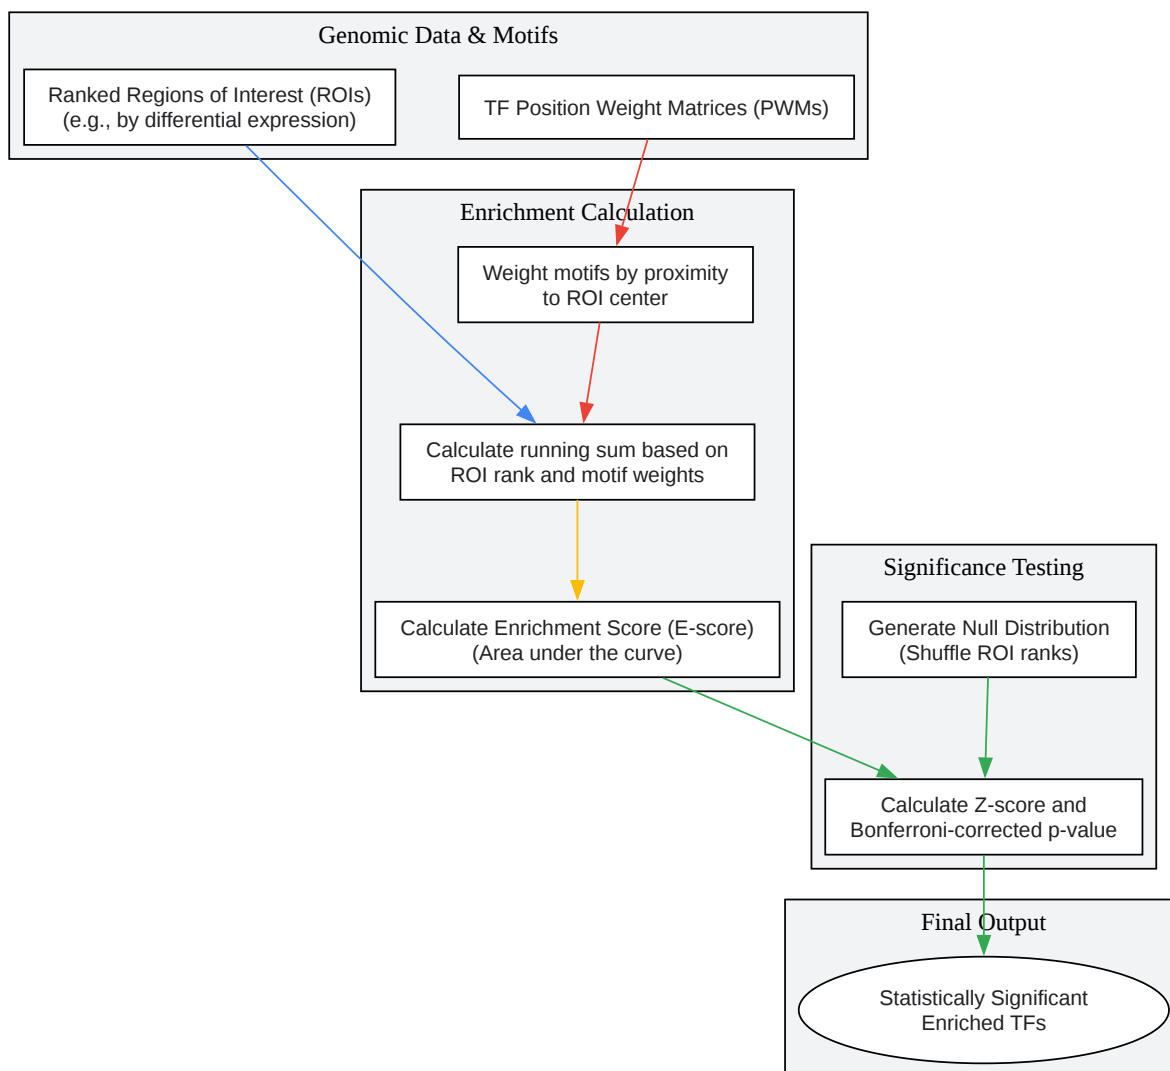 Genomic Data & Motifs
Ranked Regions of Interest (ROIs)
(e.g., by differential expression)
TF Position Weight Matrices (PWMs)
Enrichment Calculation
Weight motifs by proximity
to ROI center
Calculate running sum based on
ROI rank and motif weights
Calculate Enrichment Score (E-score)
(Area under the curve)
Significance Testing
Generate Null Distribution
(Shuffle ROI ranks)
Calculate Z-score and
Bonferroni-corrected p-value
Final Output
Statistically Significant
Enriched TFs